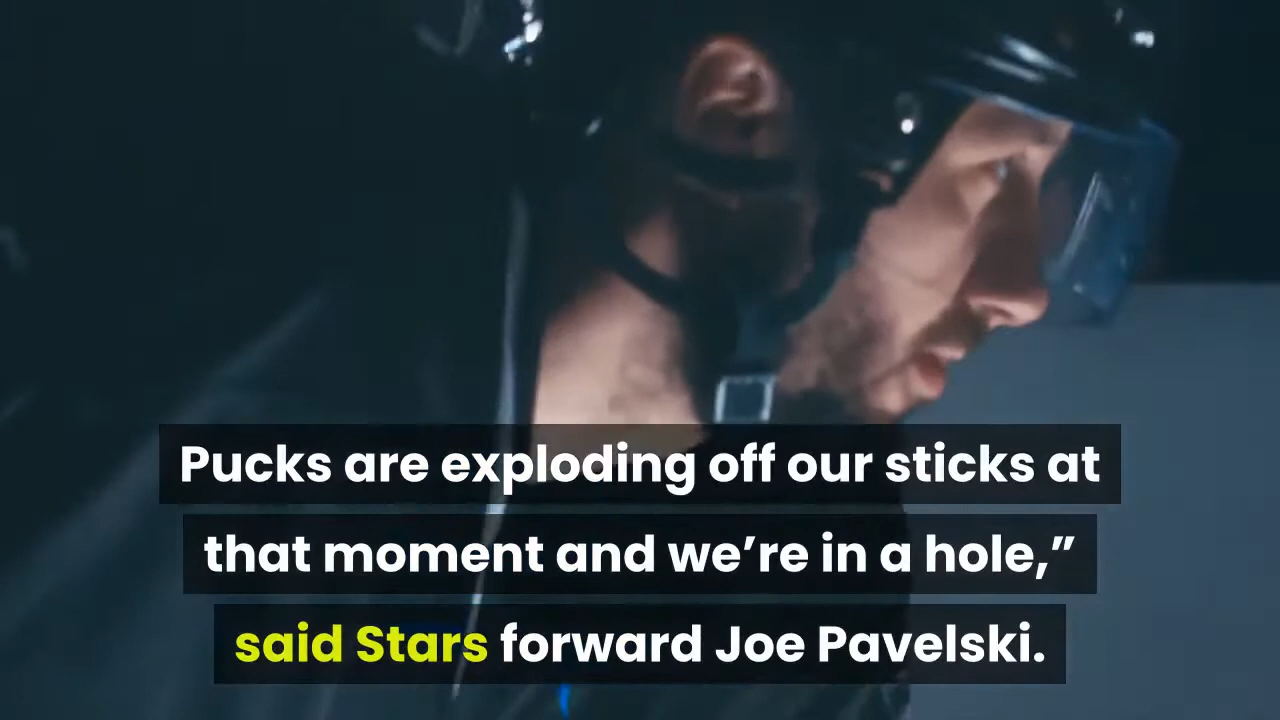 Pucks are exploding off our sticks at
that moment and we’re in a hole,”
said Stars forward Joe Pavelski.